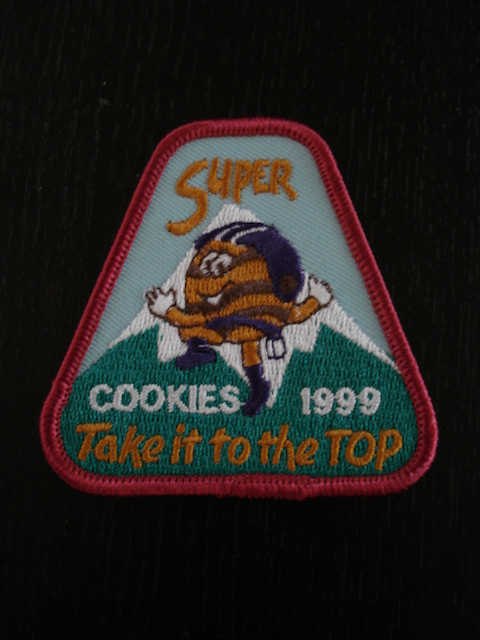 SUPER
COOKIES 1999
Take it to the TOP